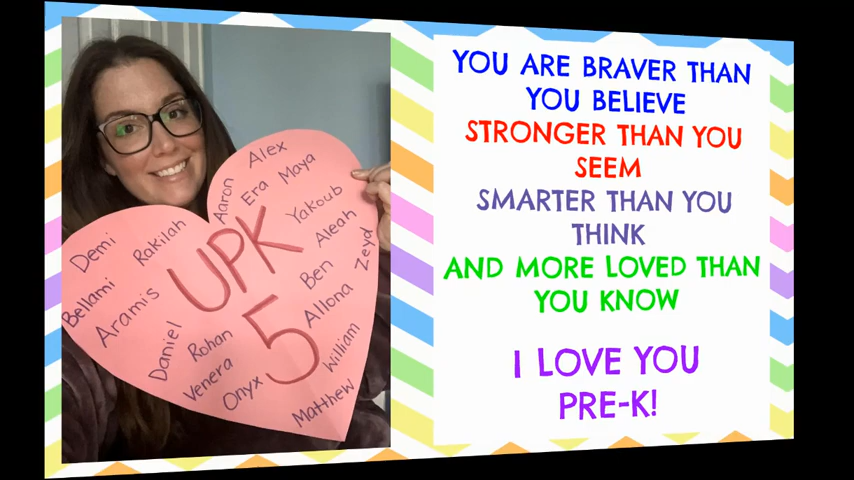 Alex
Aaron
Era
Maya
Yakoub
Demi
Rakilah
Aleah
Zeyd
UPK
5
Bellami
Aramis
Ben
Allona
Daniel
Rohan
William
Venera
Onyx
Matthew
YOU ARE BRAVER THAN
YOU BELIEVE
STRONGER THAN YOU
SEEM
SMARTER THAN YOU
THINK
AND MORE LOVED THAN
YOU KNOW
I LOVE YOU
PRE-K!